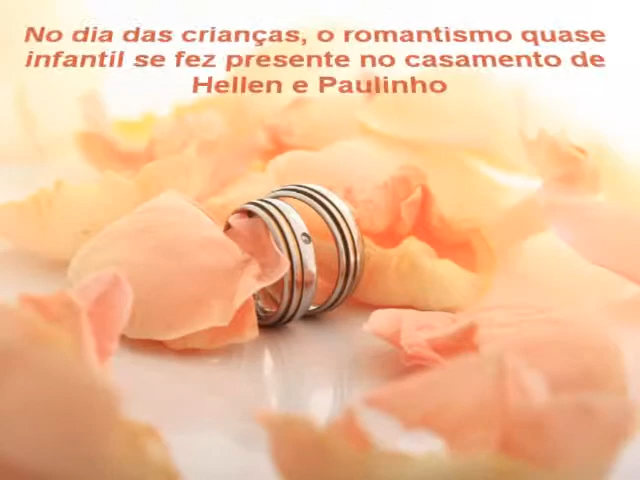 No dia das crianças, o romantismo quase
infantil se fez presente no casamento de
Hellen e Paulinho